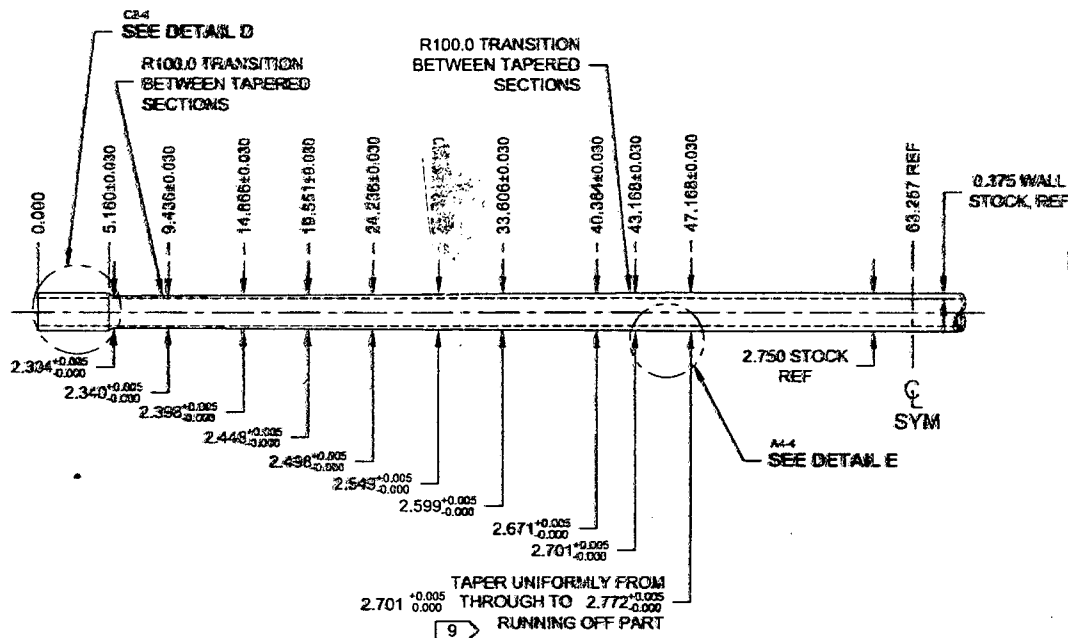 C2-4
SEE DETAIL D
R100.0 TRANSITION
BETWEEN TAPERED
SECTIONS
R100.0 TRANSITION
BETWEEN TAPERED
SECTIONS
0.000
5.160±0.030
9.436±0.030
14.866±0.030
19.551±0.030
24.236±0.030
33.606±0.030
40.384±0.030
43.168±0.030
47.168±0.030
63.257 REF
0.375 WALL
STOCK, REF
2.334 +0.005 -0.000
2.340 +0.005 -0.000
2.398 +0.005 -0.000
2.448 +0.005 -0.000
2.498 +0.005 -0.000
2.549 +0.005 -0.000
2.599 +0.005 -0.000
2.671 +0.005 -0.000
2.701 +0.005 -0.000
2.750 STOCK
REF
CL
SYM
A4-4
SEE DETAIL E
TAPER UNIFORMLY FROM
2.701 +0.005 0.000 THROUGH TO 2.772 +0.005 -0.000
RUNNING OFF PART
9